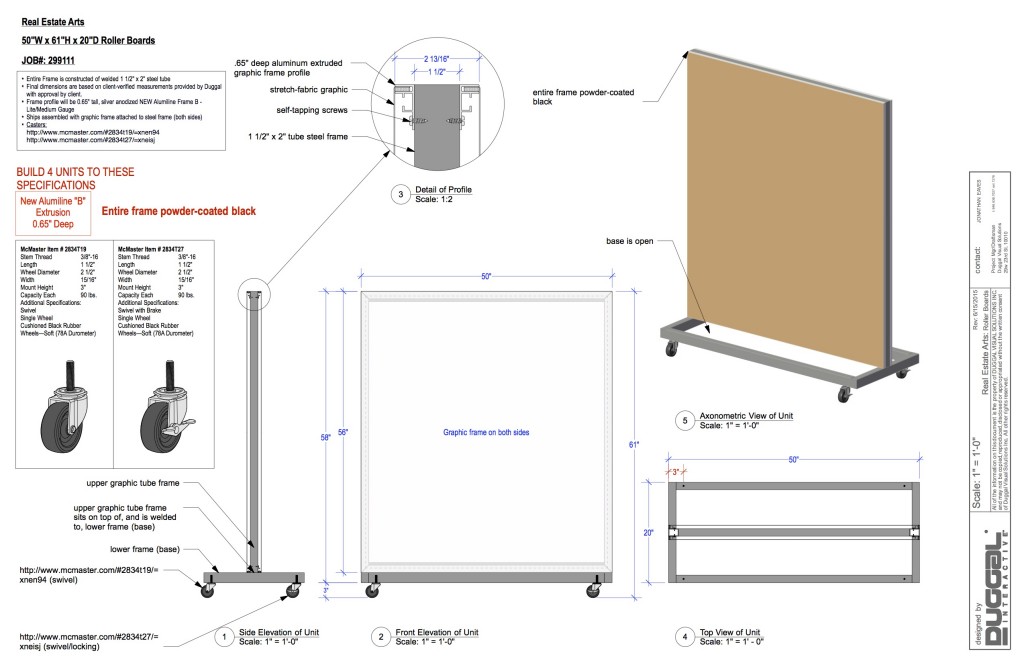 Real Estate Arts
50"W x 61"H x 20"D Roller Boards
JOB#: 299111
• Entire Frame is constructed of welded 1 1/2" x 2" steel tube
• Final dimensions are based on client-verified measurements provided by Duggal
with approval by client.
• Frame profile will be 0.65" tall, silver anodized NEW Alumiline Frame B -
Lite/Medium Gauge
• Ships assembled with graphic frame attached to steel frame (both sides)
• Casters:
http://www.mcmaster.com/#2834t19/=xnen94
http://www.mcmaster.com/#2834t27/=xneisj
BUILD 4 UNITS TO THESE
SPECIFICATIONS
New Alumiline "B"
Extrusion
0.65" Deep
Entire frame powder-coated black
McMaster Item # 2834T19
Stem Thread 3/8"-16
Length 1 1/2"
Wheel Diameter 2 1/2"
Width 15/16"
Mount Height 3"
Capacity Each 90 lbs.
Additional Specifications:
Swivel
Single Wheel
Cushioned Black Rubber
Wheels—Soft (78A Durometer)
McMaster Item # 2834T27
Stem Thread 3/8"-16
Length 1 1/2"
Wheel Diameter 2 1/2"
Width 15/16"
Mount Height 3"
Capacity Each 90 lbs.
Additional Specifications:
Swivel with Brake
Single Wheel
Cushioned Black Rubber
Wheels—Soft (78A Durometer)
.65" deep aluminum extruded
graphic frame profile
stretch-fabric graphic
self-tapping screws
1 1/2" x 2" tube steel frame
2 13/16"
1 1/2"
3
Detail of Profile
Scale: 1:2
entire frame powder-coated
black
base is open
5
Axonometric View of Unit
Scale: 1" = 1'-0"
upper graphic tube frame
upper graphic tube frame
sits on top of, and is welded
to, lower frame (base)
lower frame (base)
http://www.mcmaster.com/#2834t19/=
xnen94 (swivel)
http://www.mcmaster.com/#2834t27/=
xneisj (swivel/locking)
1
Side Elevation of Unit
Scale: 1" = 1'-0"
50"
58"
56"
61"
3"
Graphic frame on both sides
2
Front Elevation of Unit
Scale: 1" = 1'-0"
50"
3"
20"
4
Top View of Unit
Scale: 1" = 1' - 0"
contact:
JONATHAN EAVES
Project Mgr/Draftsman
Duggal Visual Solutions
Rev: 6/15/2015
Real Estate Arts: Roller Boards
Scale: 1" = 1'-0"
All of the information on this document is the property of DUGGAL VISUAL SOLUTIONS INC.
and may not be copied, reproduced, disclosed or appropriated without the written consent
of Duggal Visual Solutions Inc. All other rights reserved.
designed by
DUGGAL
INTERACTIVE